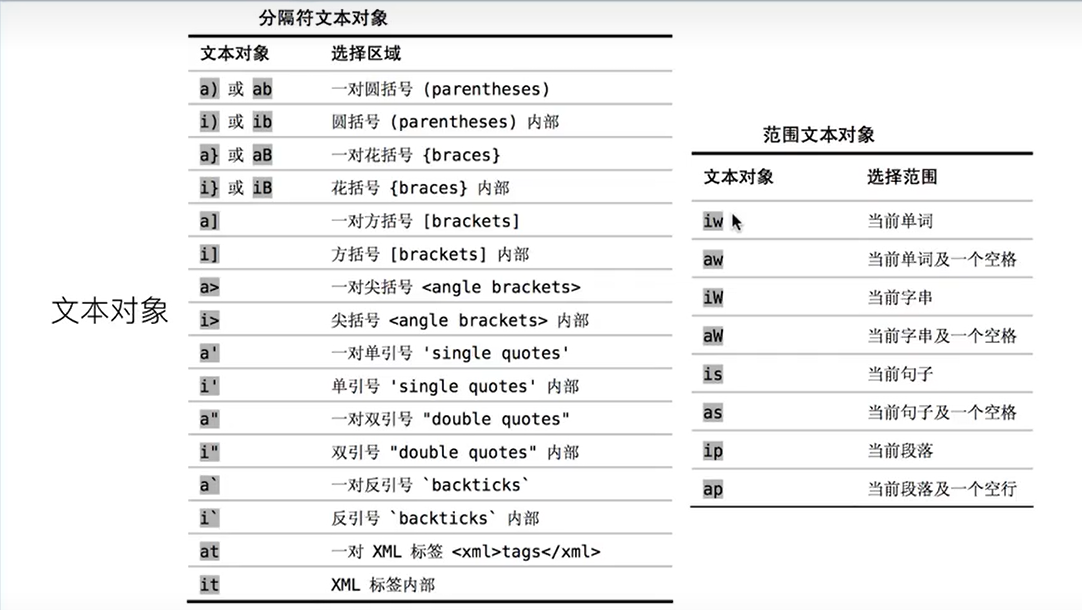 文本对象
分隔符文本对象
文本对象 选择区域
a) 或 ab 一对圆括号 (parentheses)
i) 或 ib 圆括号 (parentheses) 内部
a} 或 aB 一对花括号 {braces}
i} 或 iB 花括号 {braces} 内部
a] 一对方括号 [brackets]
i] 方括号 [brackets] 内部
a> 一对尖括号 <angle brackets>
i> 尖括号 <angle brackets> 内部
a' 一对单引号 'single quotes'
i' 单引号 'single quotes' 内部
a" 一对双引号 "double quotes"
i" 双引号 "double quotes" 内部
a` 一对反引号 `backticks`
i` 反引号 `backticks` 内部
at 一对 XML 标签 <xml>tags</xml>
it XML 标签内部
范围文本对象
文本对象 选择范围
iw 当前单词
aw 当前单词及一个空格
iW 当前字串
aW 当前字串及一个空格
is 当前句子
as 当前句子及一个空格
ip 当前段落
ap 当前段落及一个空行